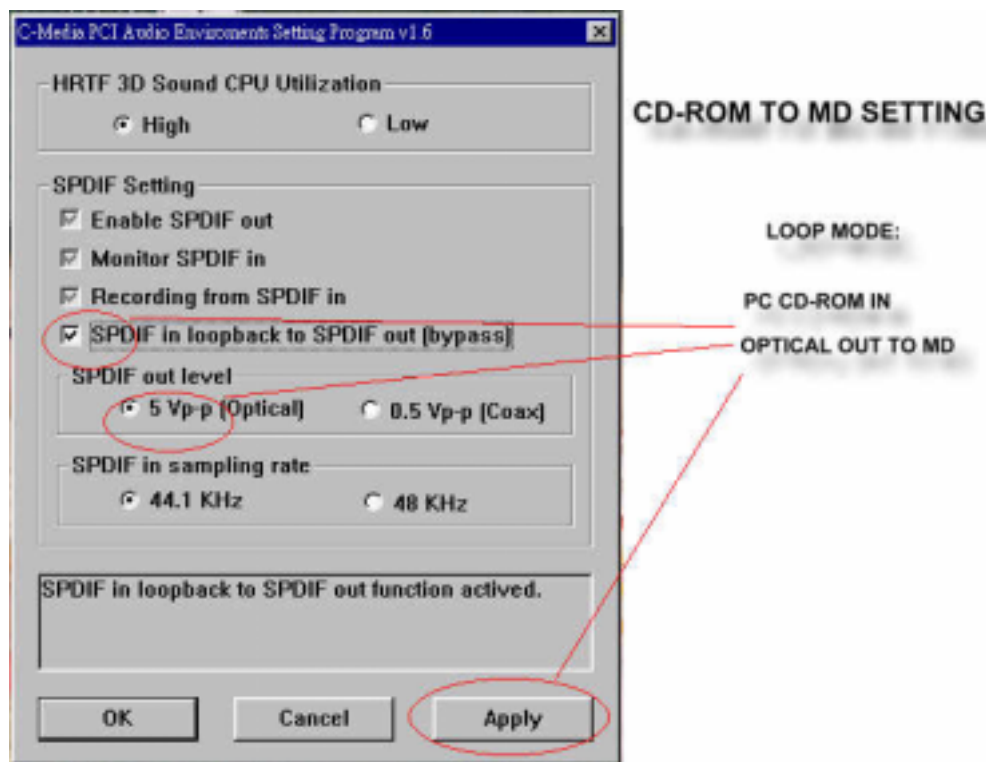 C-Media PCI Audio Enviroments Setting Program v1.6
HRTF 3D Sound CPU Utilization
High
Low
SPDIF Setting
Enable SPDIF out
Monitor SPDIF in
Recording from SPDIF in
SPDIF in loopback to SPDIF out (bypass)
SPDIF out level
5 Vp-p (Optical)
0.5 Vp-p (Coax)
SPDIF in sampling rate
44.1 KHz
48 KHz
SPDIF in loopback to SPDIF out function actived.
OK
Cancel
Apply
CD-ROM TO MD SETTING
LOOP MODE:
PC CD-ROM IN
OPTICAL OUT TO MD